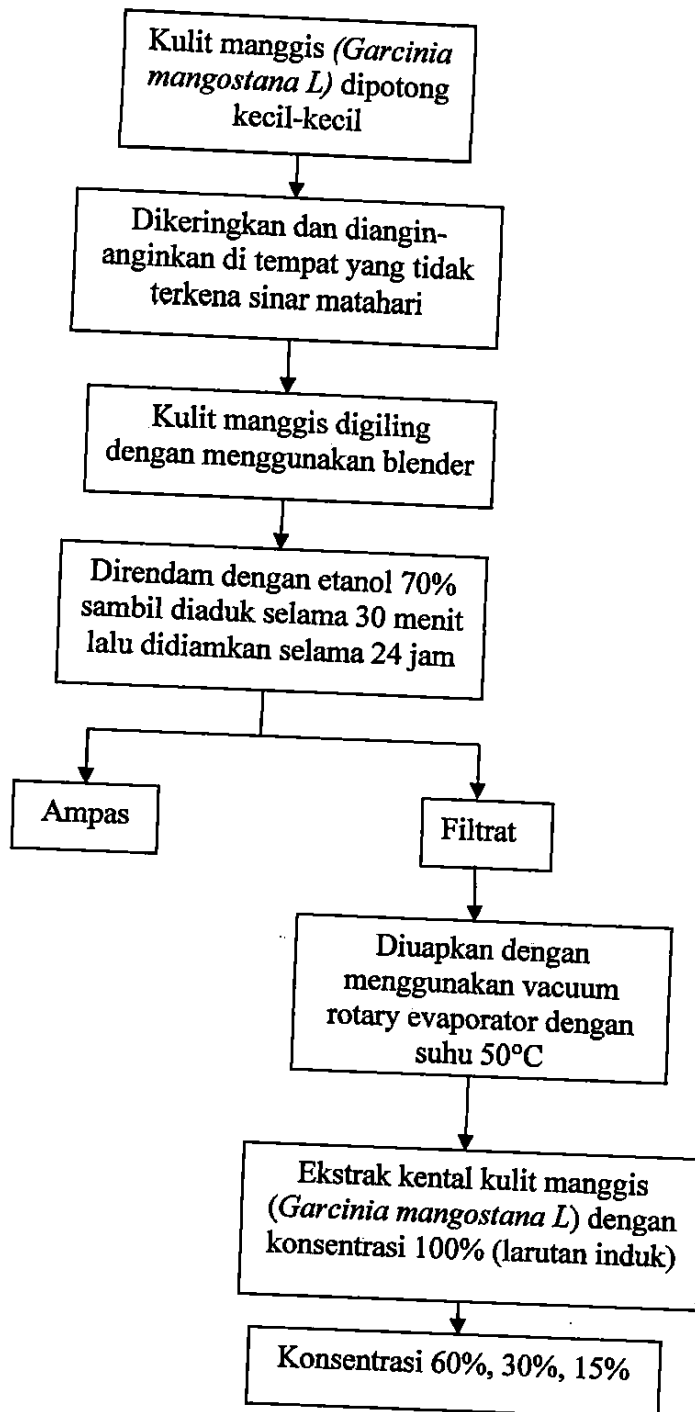 Kulit manggis (Garcinia
mangostana L) dipotong
kecil-kecil
Dikeringkan dan diangin-
anginkan di tempat yang tidak
terkena sinar matahari
Kulit manggis digiling
dengan menggunakan blender
Direndam dengan etanol 70%
sambil diaduk selama 30 menit
lalu didiamkan selama 24 jam
Ampas
Filtrat
Diuapkan dengan
menggunakan vacuum
rotary evaporator dengan
suhu 50°C
Ekstrak kental kulit manggis
(Garcinia mangostana L) dengan
konsentrasi 100% (larutan induk)
Konsentrasi 60%, 30%, 15%